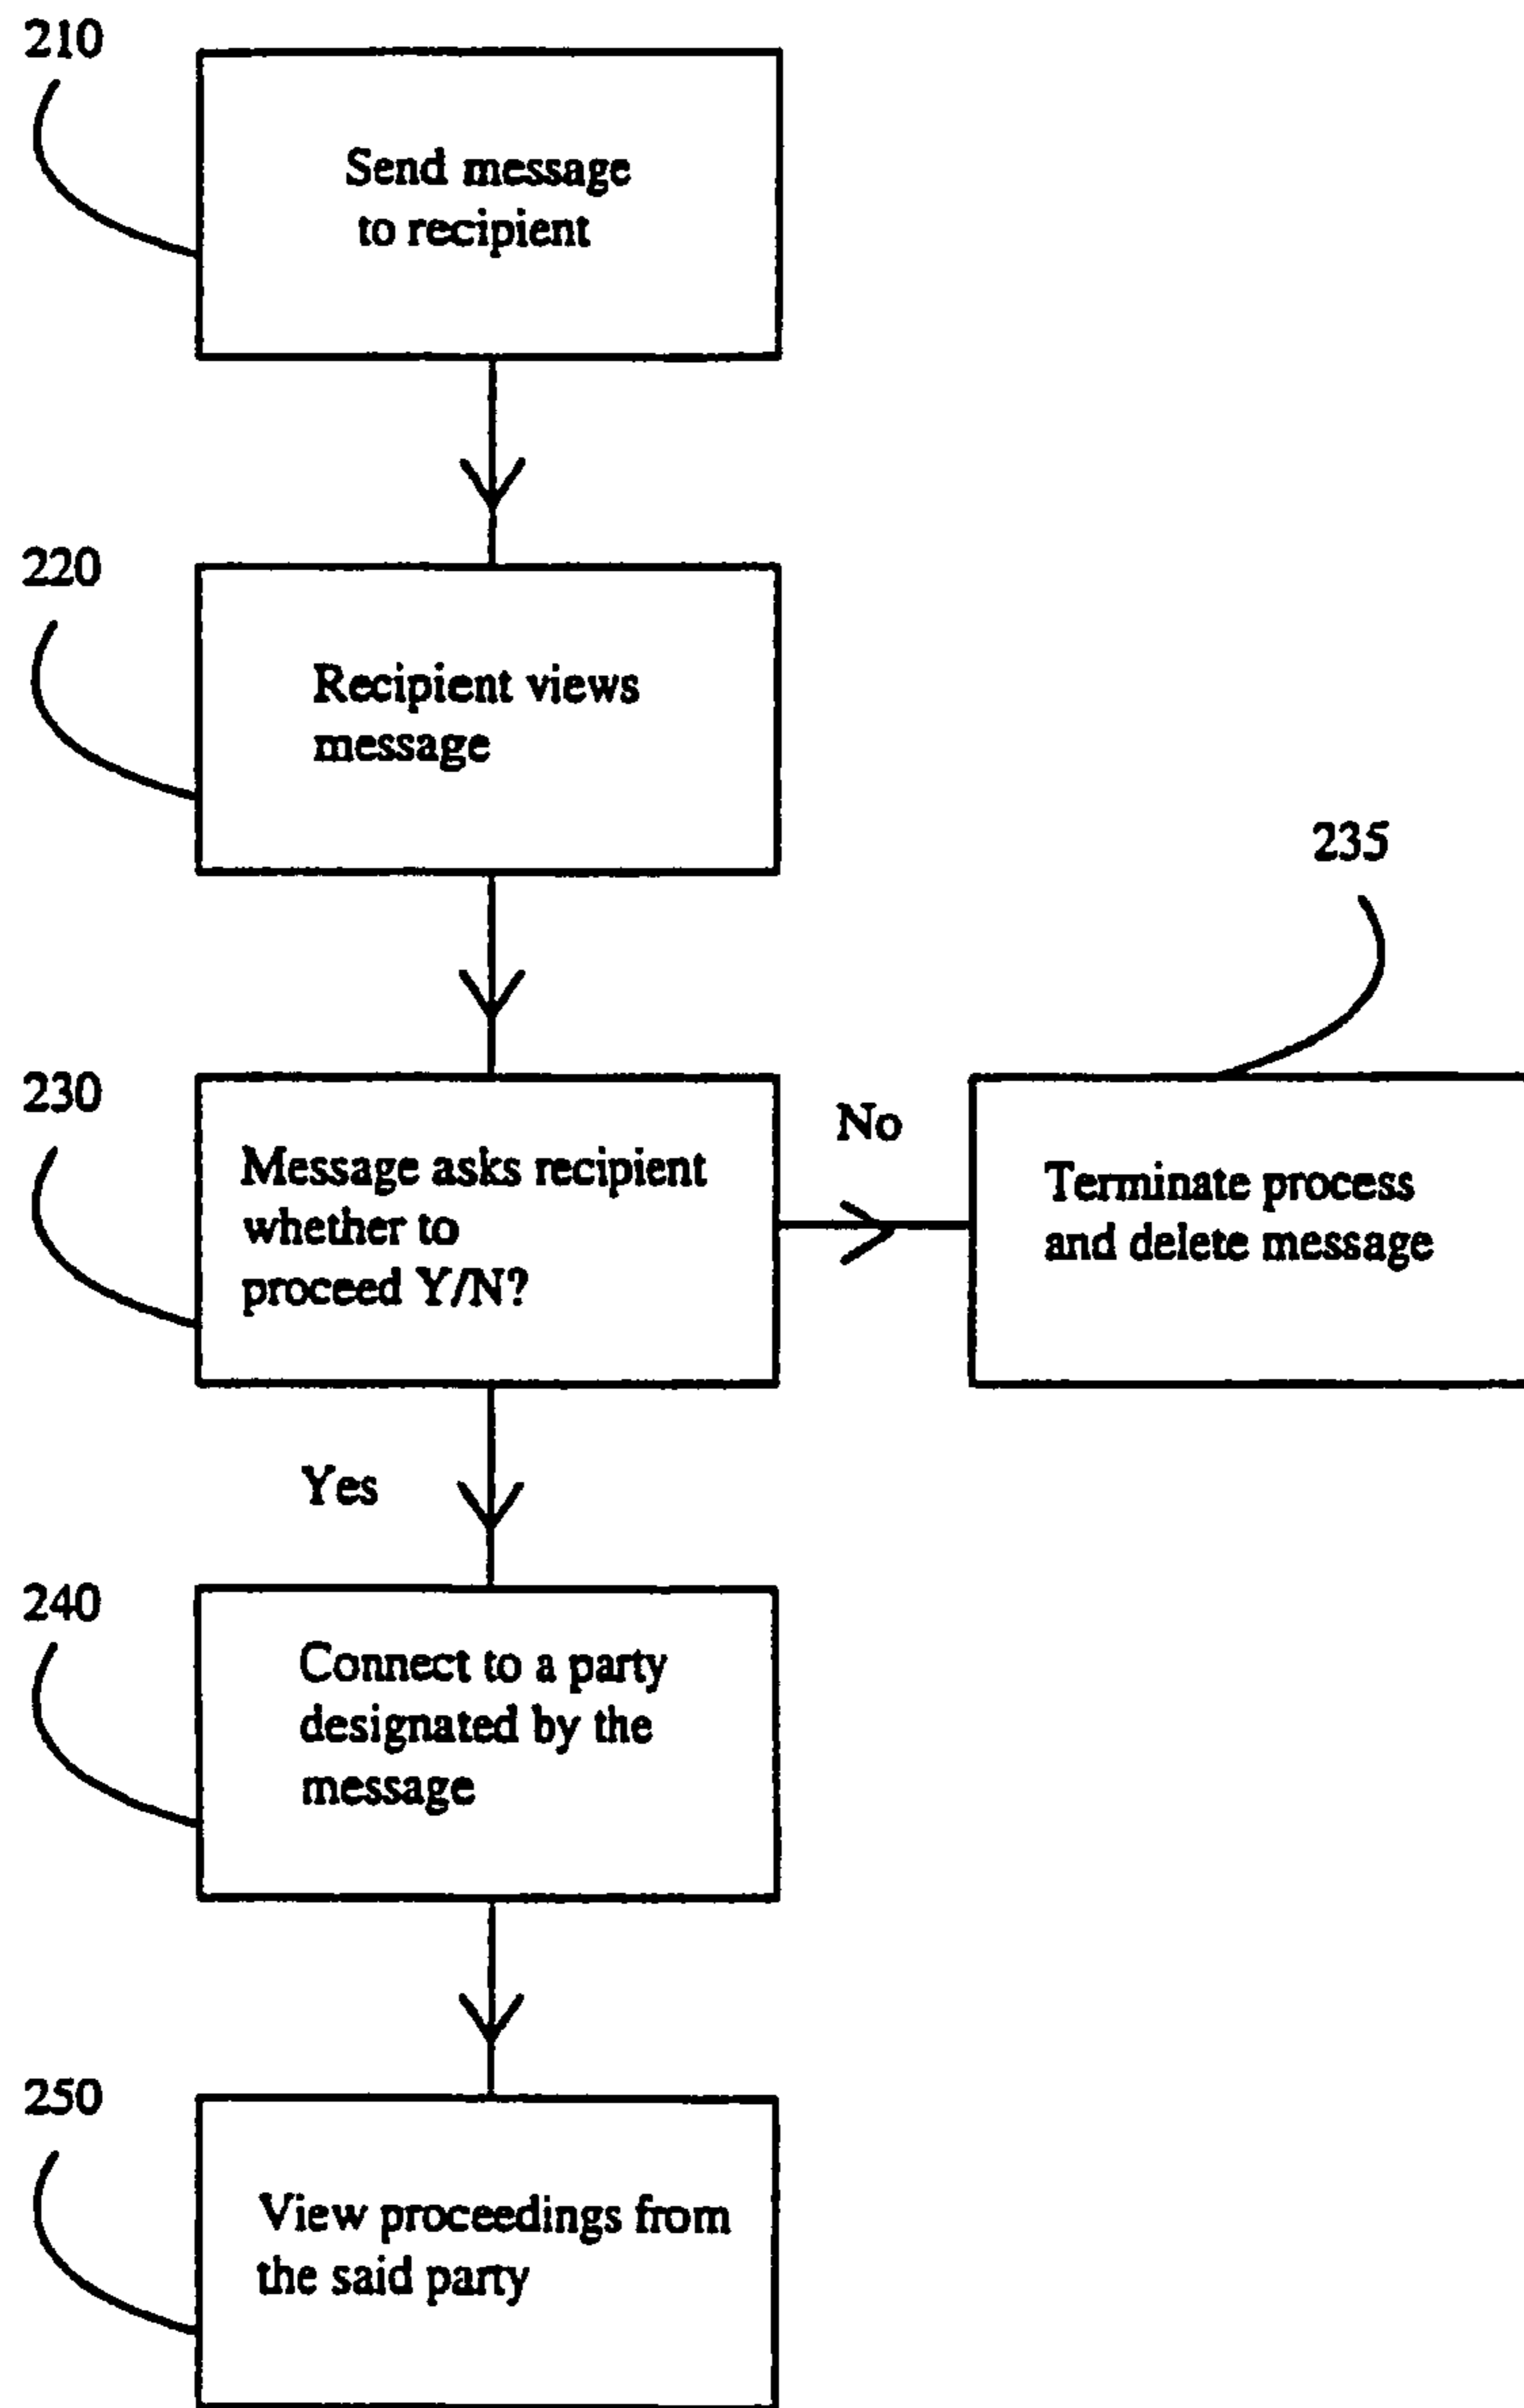 210
Send message
to recipient
220
Recipient views
message
235
230
Message asks recipient
whether to
proceed Y/N?
No
Terminate process
and delete message
Yes
240
Connect to a party
designated by the
message
250
View proceedings from
the said party